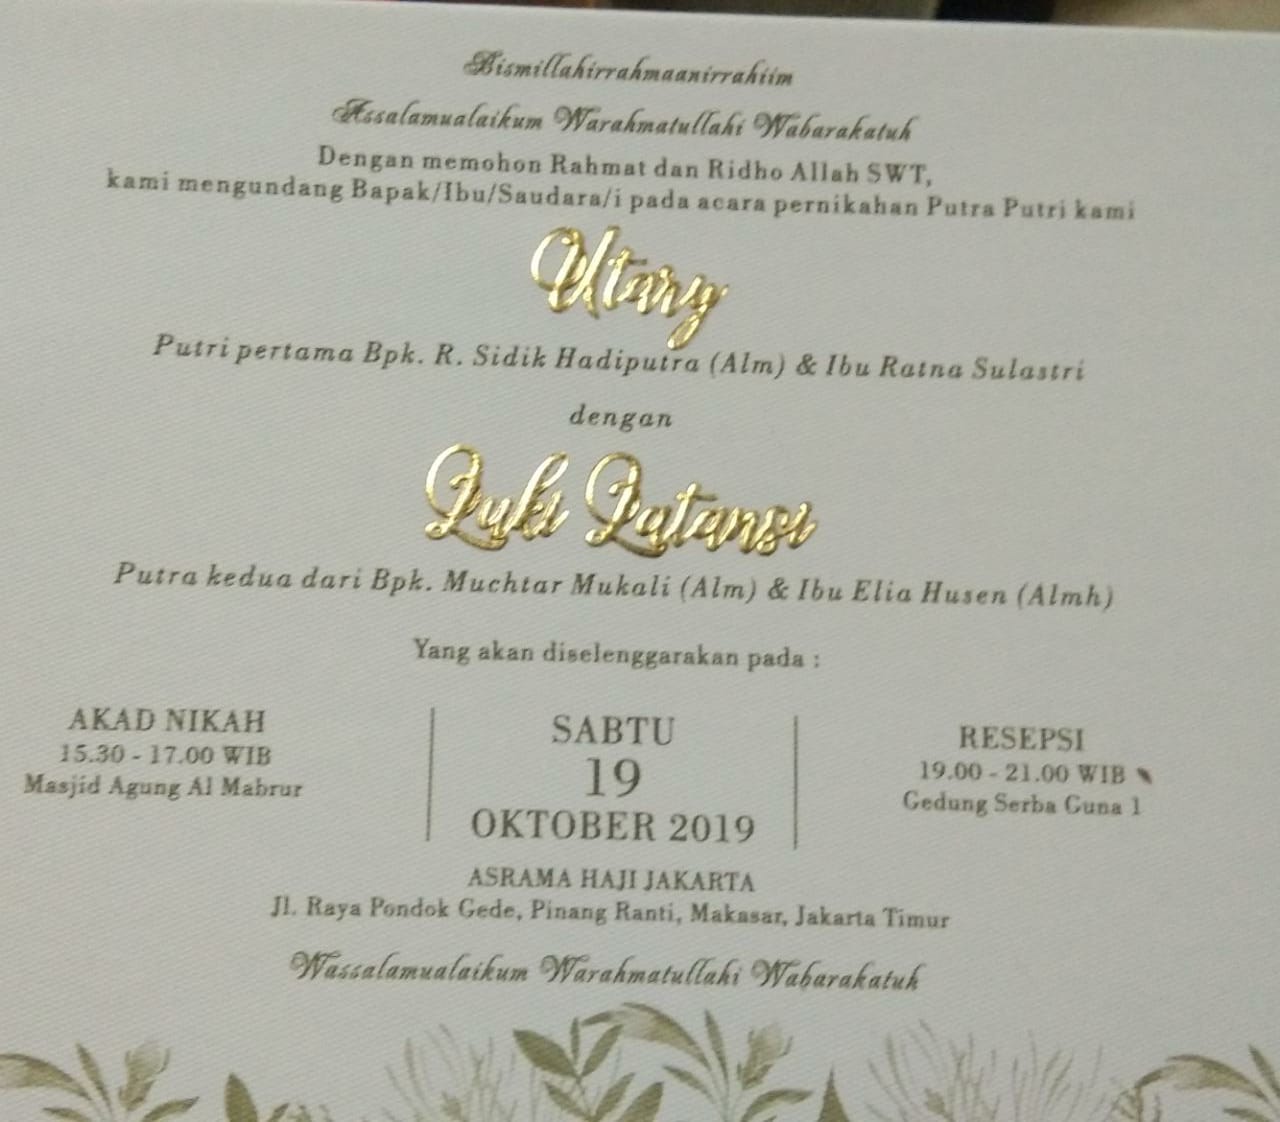 Bismillahirrahmaanirrahiim
Assalamualaikum Warahmatullahi Wabarakatuh
Dengan memohon Rahmat dan Ridho Allah SWT,
kami mengundang Bapak/Ibu/Saudara/i pada acara pernikahan Putra Putri kami
Utary
Putri pertama Bpk. R. Sidik Hadiputra (Alm) & Ibu Ratna Sulastri
dengan
Luki Latansi
Putra kedua dari Bpk. Muchtar Mukali (Alm) & Ibu Elia Husen (Almh)
Yang akan diselenggarakan pada :
AKAD NIKAH
15.30 - 17.00 WIB
Masjid Agung Al Mabrur
SABTU
19
OKTOBER 2019
RESEPSI
19.00 - 21.00 WIB
Gedung Serba Guna 1
ASRAMA HAJI JAKARTA
Jl. Raya Pondok Gede, Pinang Ranti, Makasar, Jakarta Timur
Wassalamualaikum Warahmatullahi Wabarakatuh